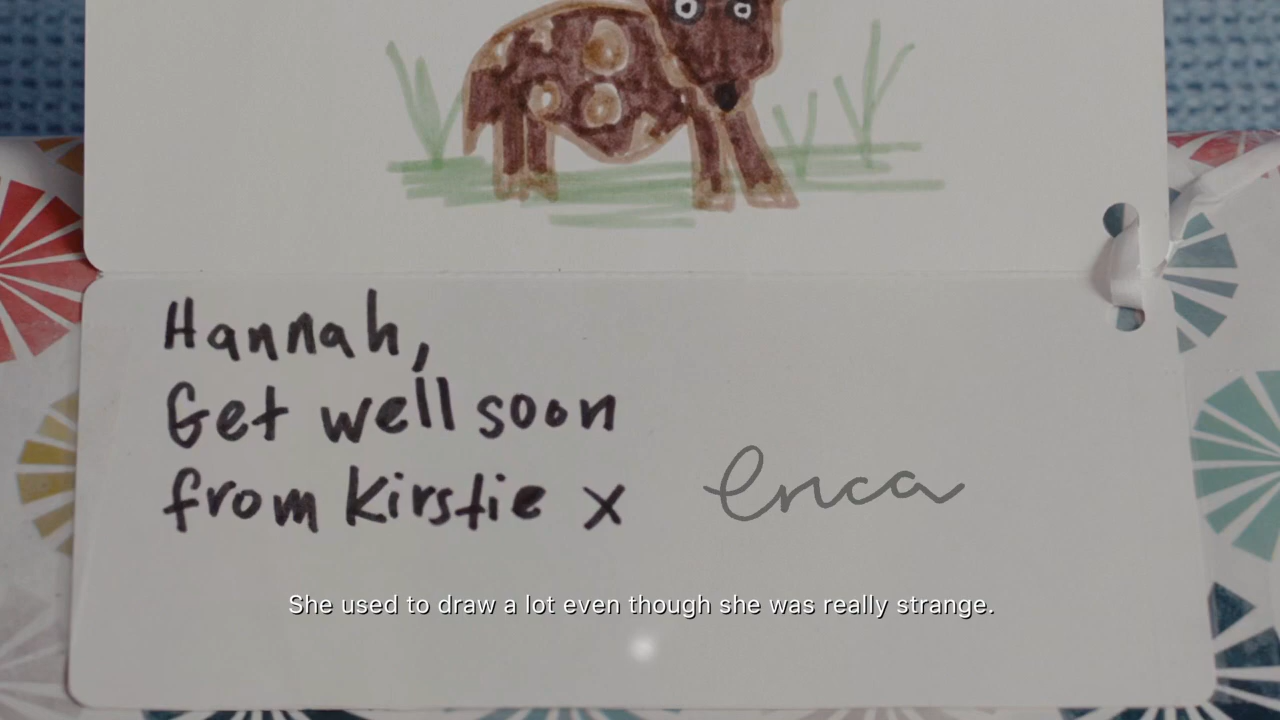 Hannah,
Get well soon
from Kirstie x
erica
She used to draw a lot even though she was really strange.